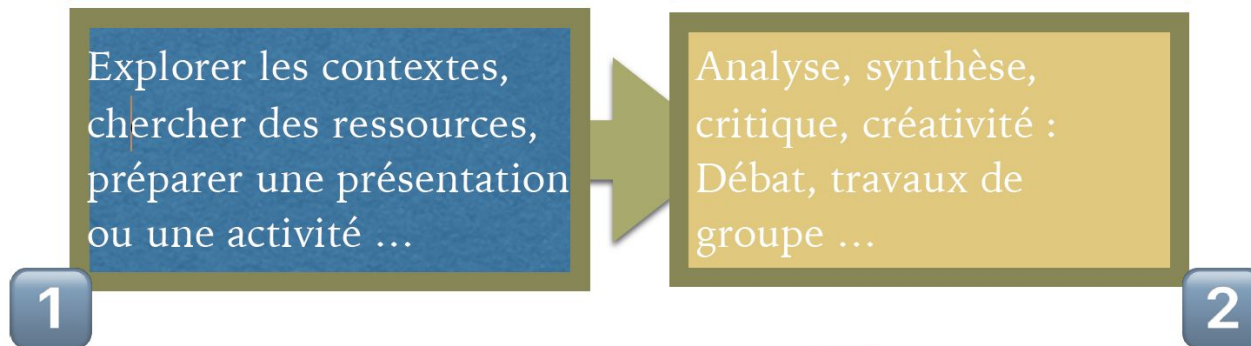 Explorer les contextes,
chercher des ressources,
préparer une présentation
ou une activité ...
1
Analyse, synthèse,
critique, créativité :
Débat, travaux de
groupe ...
2